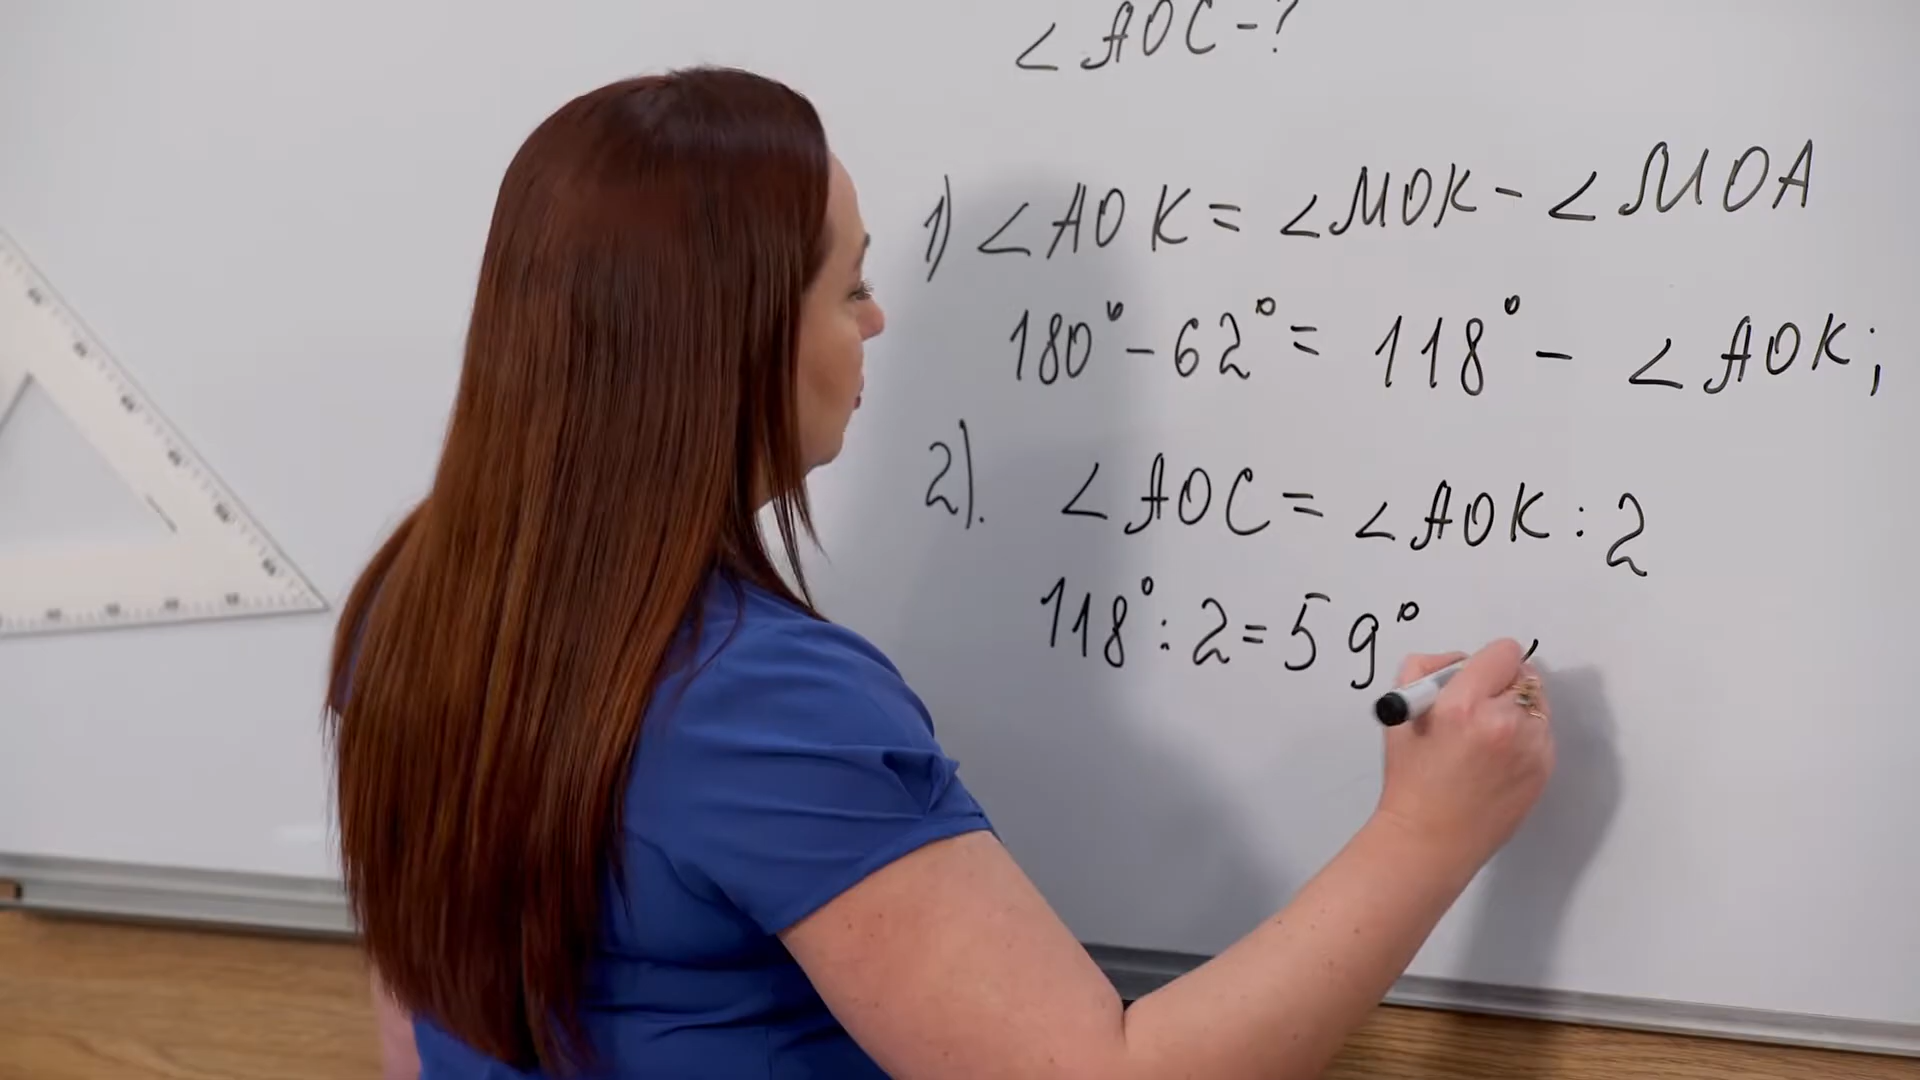 ∠AOC-?
1) ∠AOK = ∠MOK - ∠MOA
180° - 62° = 118° - ∠AOK;
2). ∠AOC = ∠AOK : 2
118° : 2 = 59°